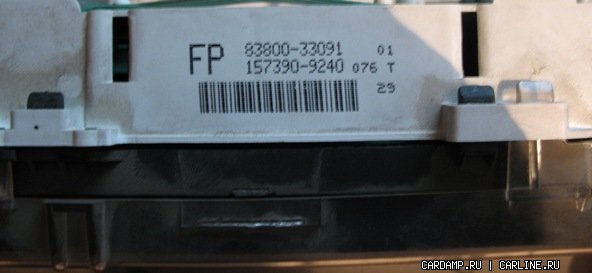 FP 83800-33091 01
157390-9240 076 T
29
CARDAMP.RU | CARLINE.RU